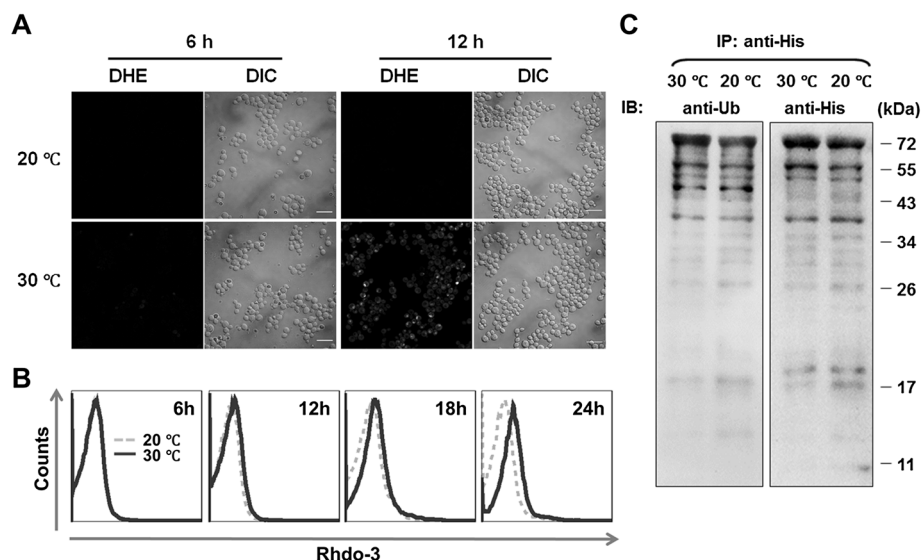 A
6 h
12 h
DHE
DIC
DHE
DIC
20 ℃
30 ℃
B
6h
12h
18h
24h
20 ℃
30 ℃
Counts
Rhdo-3
C
IP: anti-His
30 ℃
20 ℃
30 ℃
20 ℃
IB:
anti-Ub
anti-His
(kDa)
72
55
43
34
26
17
11